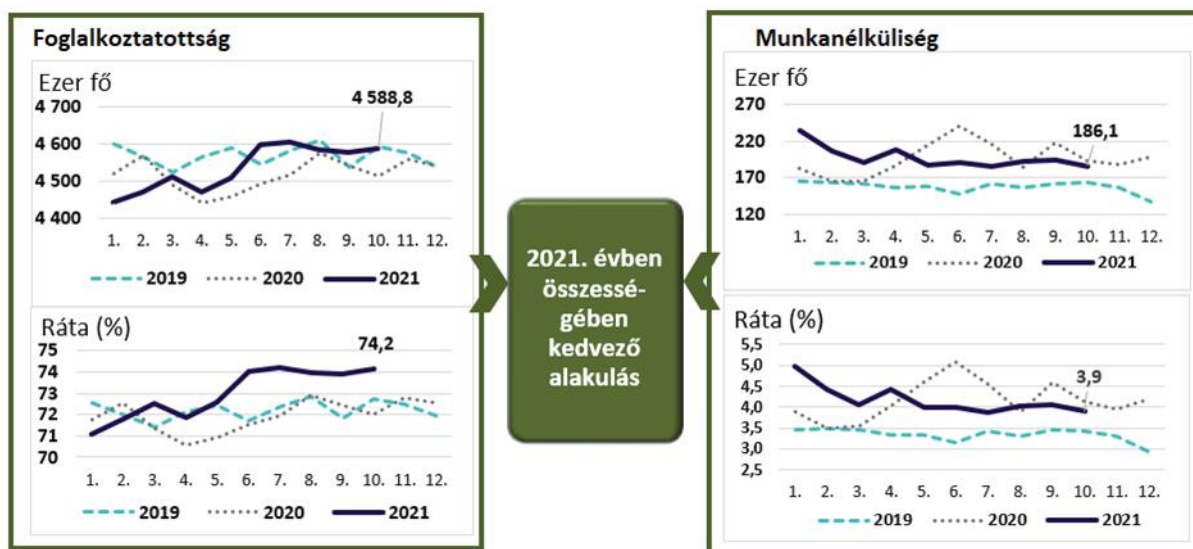 Foglalkoztatottság
Ezer fő
4 700
4 600
4 500
4 400
4 588,8
1. 2. 3. 4. 5. 6. 7. 8. 9. 10. 11. 12.
2019 2020 2021
Ráta (%)
75
74
73
72
71
70
74,2
1. 2. 3. 4. 5. 6. 7. 8. 9. 10. 11. 12.
2019 2020 2021
2021. évben
összessé-
gében
kedvező
alakulás
Munkanélküliség
Ezer fő
270
220
170
120
186,1
1. 2. 3. 4. 5. 6. 7. 8. 9. 10. 11. 12.
2019 2020 2021
Ráta (%)
5,5
5,0
4,5
4,0
3,5
3,0
2,5
3,9
1. 2. 3. 4. 5. 6. 7. 8. 9. 10. 11. 12.
2019 2020 2021